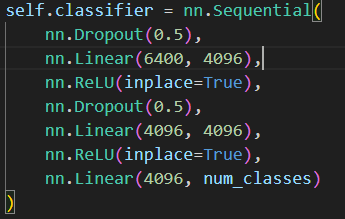 self.classifier = nn.Sequential(
nn.Dropout(0.5),
nn.Linear(6400, 4096),
nn.ReLU(inplace=True),
nn.Dropout(0.5),
nn.Linear(4096, 4096),
nn.ReLU(inplace=True),
nn.Linear(4096, num_classes)
)